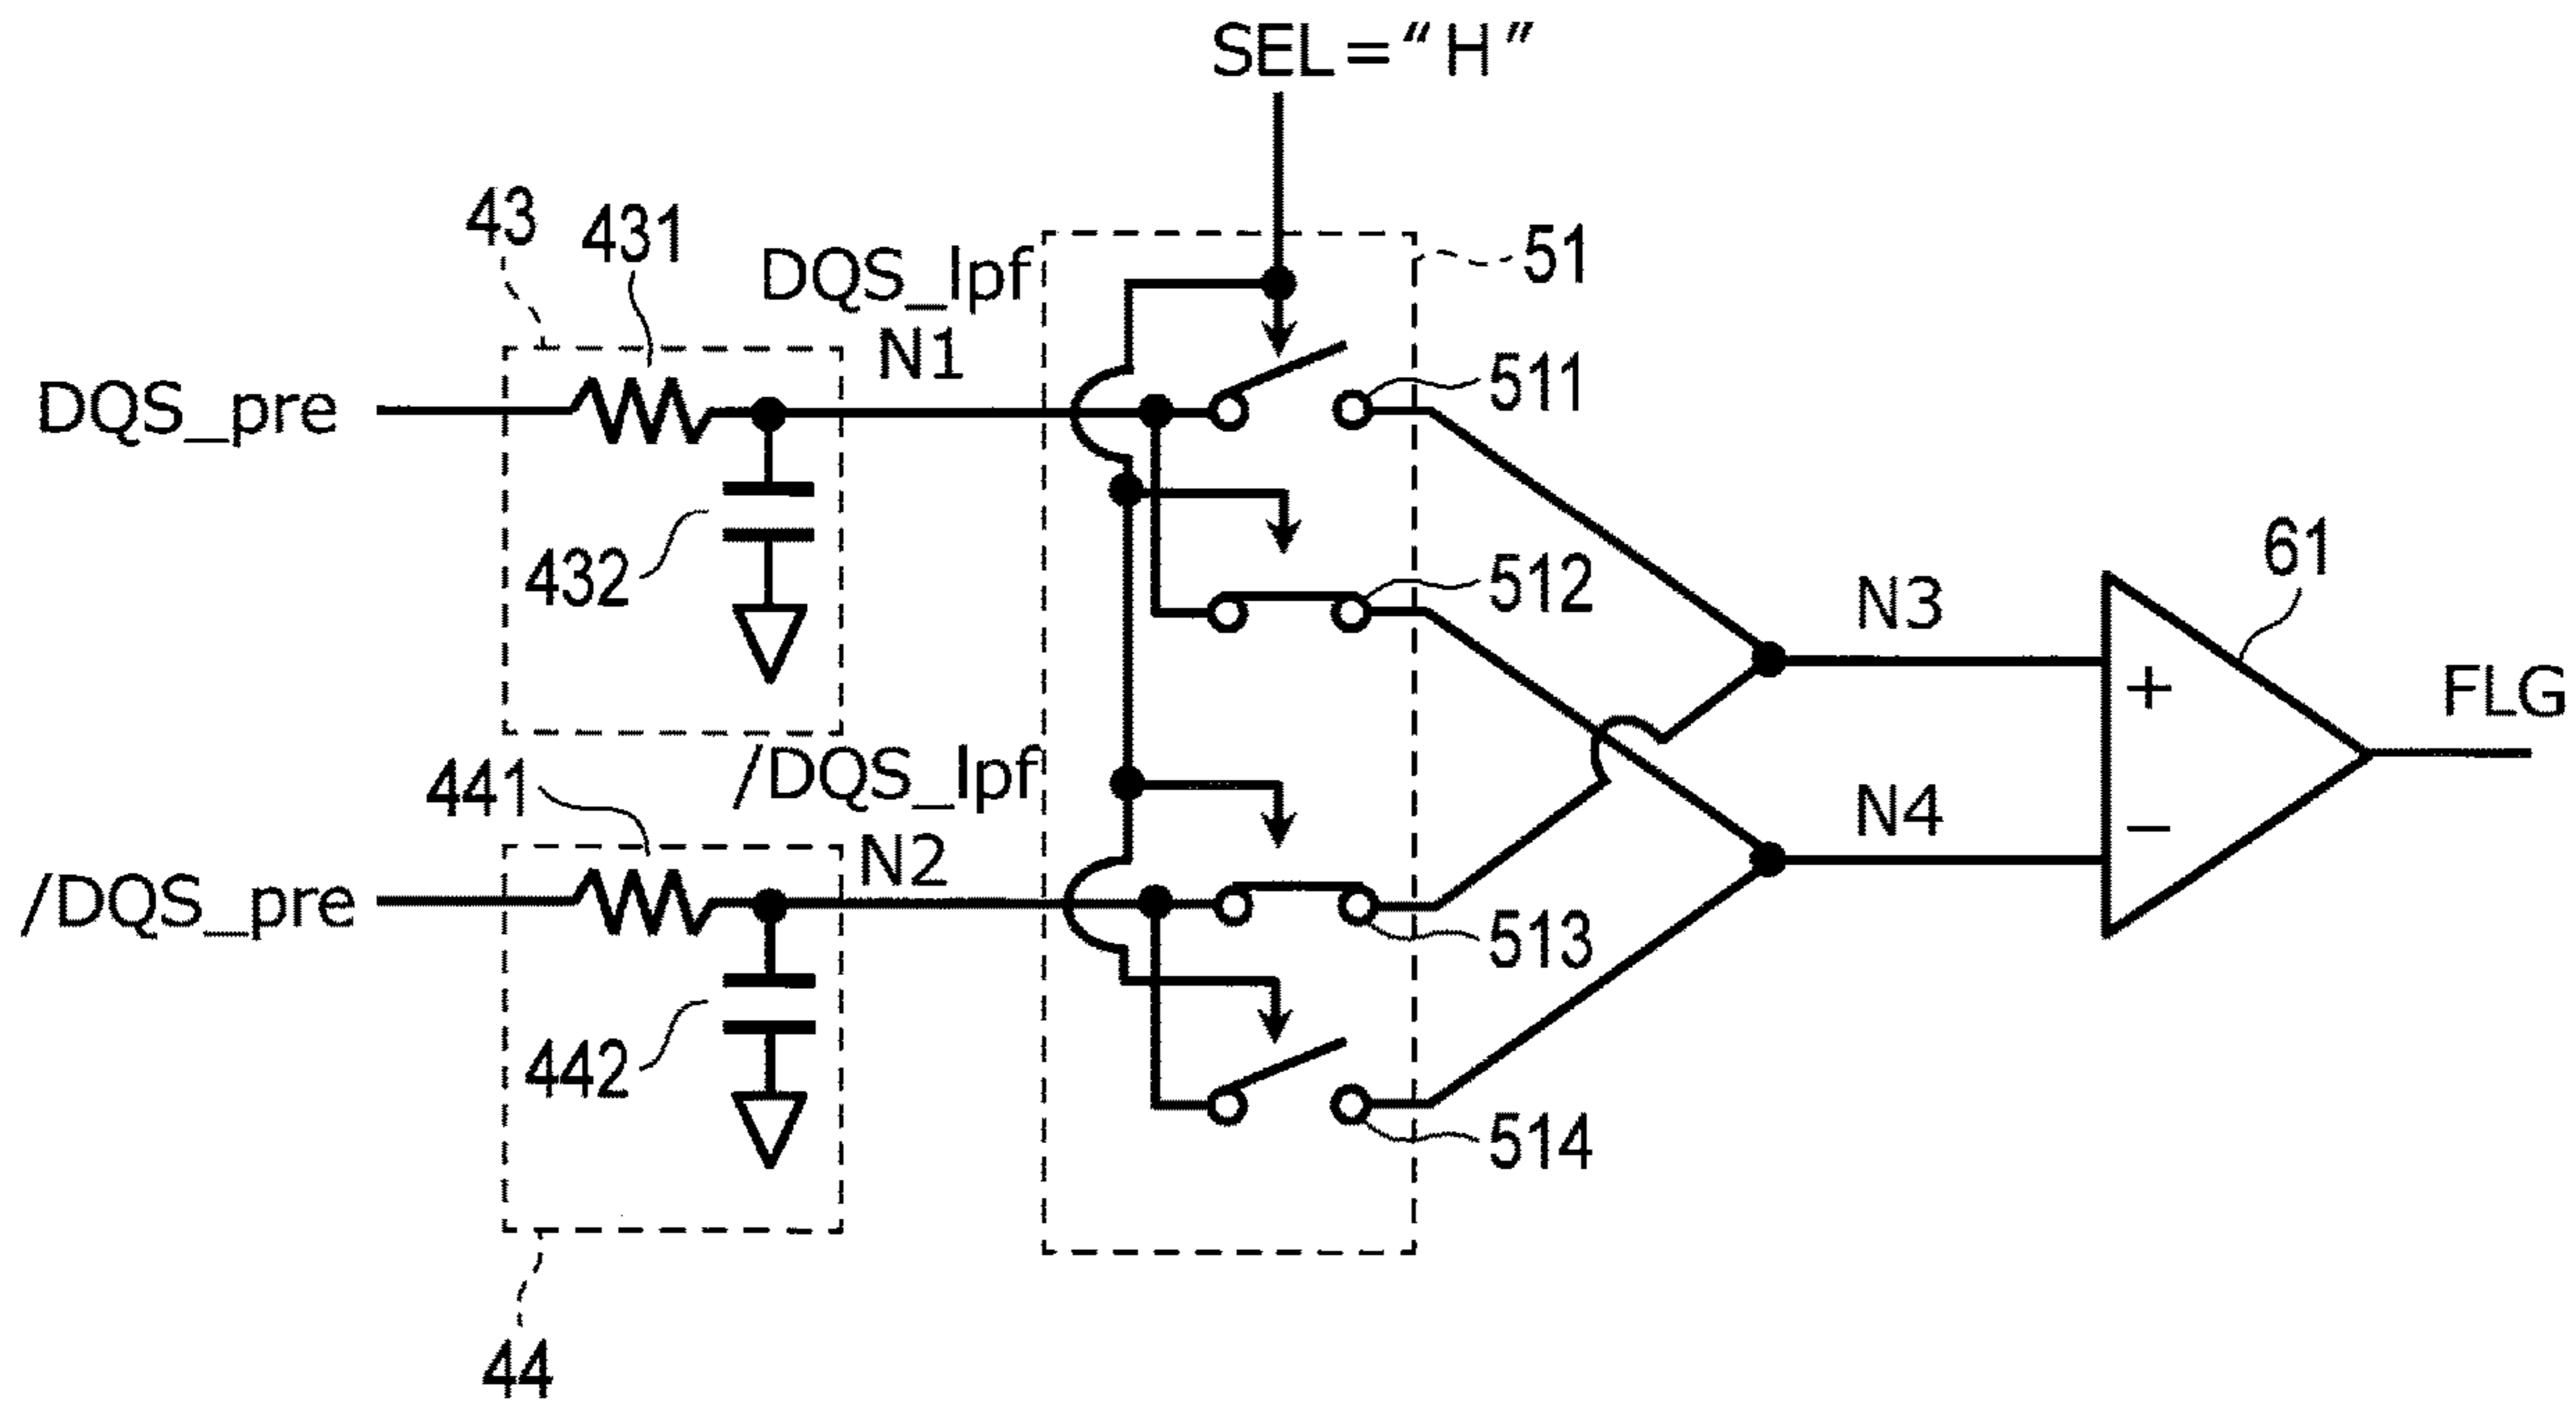 SEL=“H”
43
431
DQS_lpf
51
N1
511
DQS_pre
432
512
61
N3
+
FLG
/DQS_lpf
441
N4
−
N2
/DQS_pre
513
442
514
44